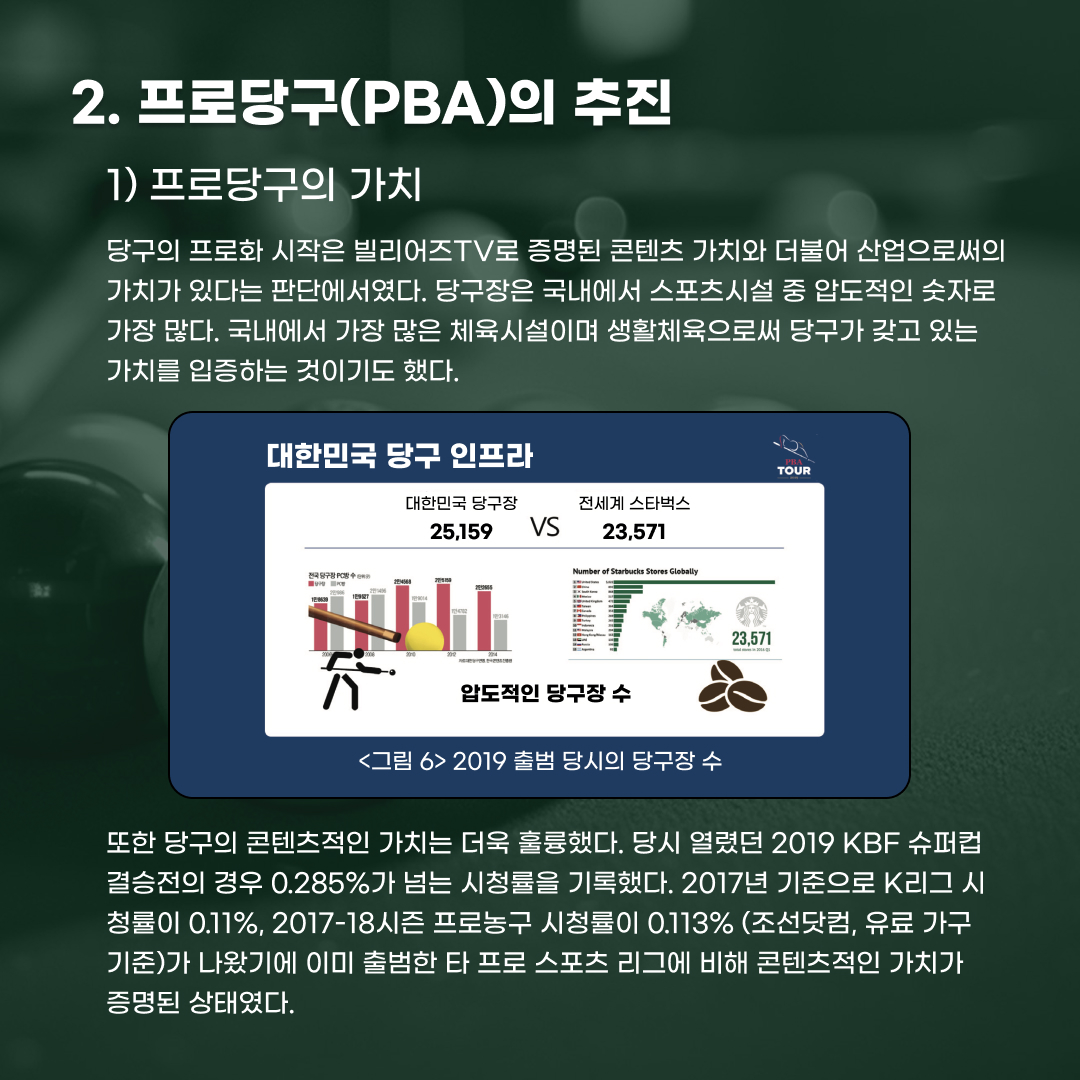 2. 프로당구(PBA)의 추진
1) 프로당구의 가치
당구의 프로화 시작은 빌리어즈TV로 증명된 콘텐츠 가치와 더불어 산업으로써의
가치가 있다는 판단에서였다. 당구장은 국내에서 스포츠시설 중 압도적인 숫자로
가장 많다. 국내에서 가장 많은 체육시설이며 생활체육으로써 당구가 갖고 있는
가치를 입증하는 것이기도 했다.
대한민국 당구 인프라
PBA
TOUR
대한민국 당구장
25,159
VS
전세계 스타벅스
23,571
전국 당구장 PC방 수
당구장 PC방
2010 2012 2014
Number of Starbucks Stores Globally
23,571
압도적인 당구장 수
<그림 6> 2019 출범 당시의 당구장 수
또한 당구의 콘텐츠적인 가치는 더욱 훌륭했다. 당시 열렸던 2019 KBF 슈퍼컵
결승전의 경우 0.285%가 넘는 시청률을 기록했다. 2017년 기준으로 K리그 시
청률이 0.11%, 2017-18시즌 프로농구 시청률이 0.113% (조선닷컴, 유료 가구
기준)가 나왔기에 이미 출범한 타 프로 스포츠 리그에 비해 콘텐츠적인 가치가
증명된 상태였다.